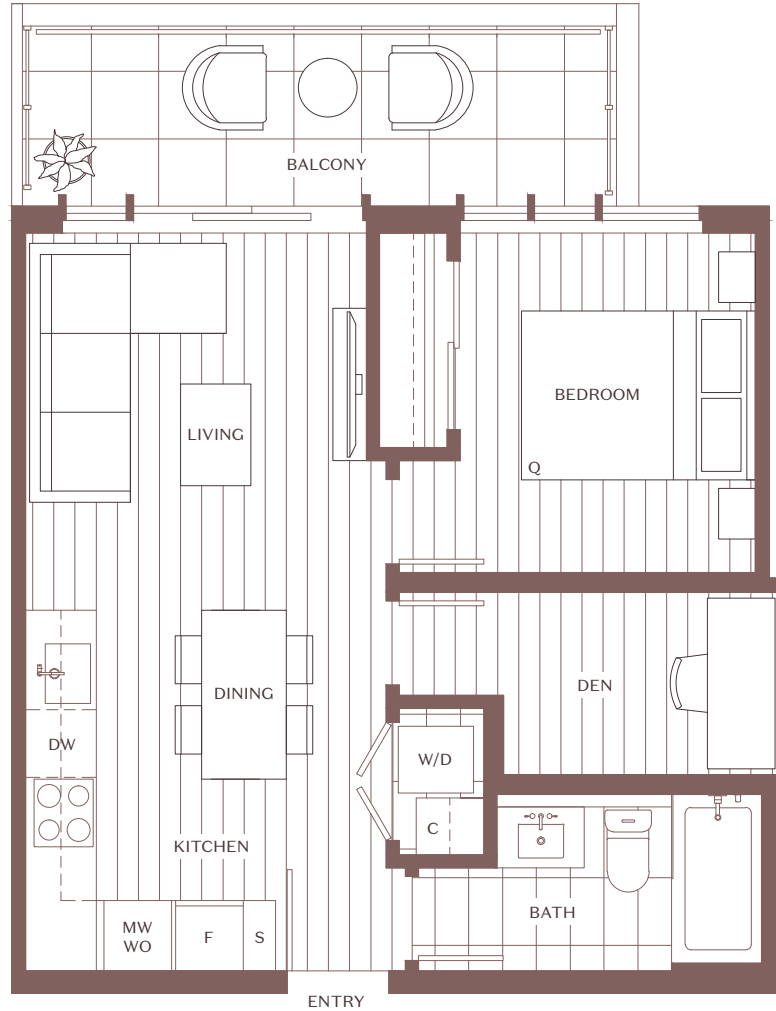 BALCONY
BEDROOM
LIVING
Q
DINING
DEN
DW
W/D
C
KITCHEN
BATH
MW
WO
F
S
ENTRY